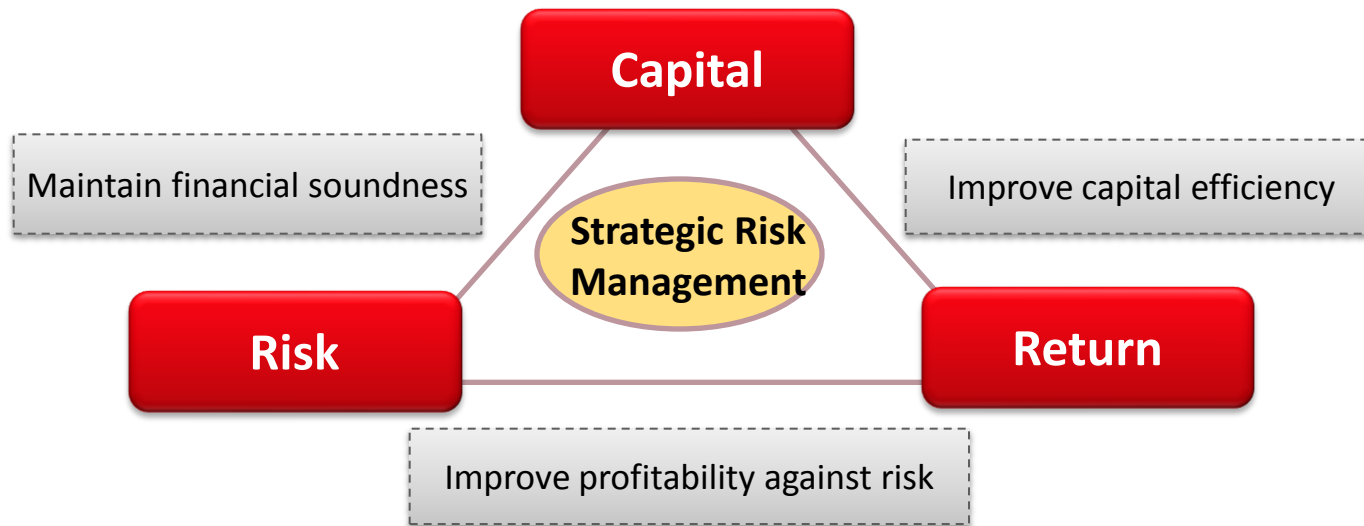 Capital
Maintain financial soundness
Improve capital efficiency
Strategic Risk
Management
Risk
Return
Improve profitability against risk